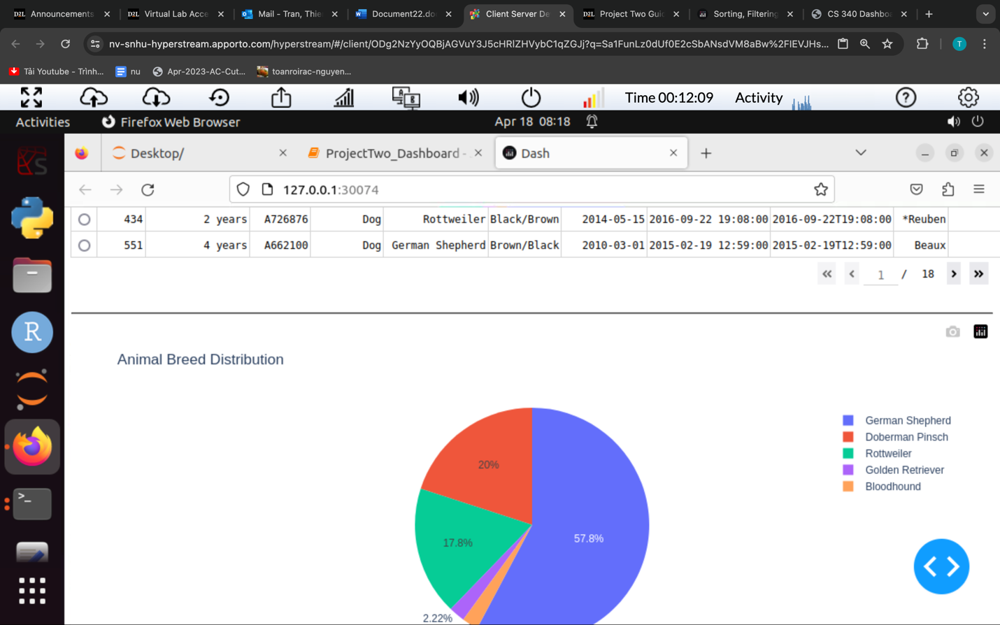 Announcements
Virtual Lab Acce
Mail - Tran, Thie
Document22.do
Client Server De
Project Two Gui
Sorting, Filtering
CS 340 Dashbo
nv-snhu-hyperstream.apporto.com/hyperstream/#/client/ODg2NzYyOQBjAGVuY3J5cHRIZHVybC1qZGJj?q=Sa1FunLz0dUf0E2cSbANsdVM8aBw%2FIEVJHs...
T
Tải Youtube - Trình...
nu
Apr-2023-AC-Cut...
toanroirac-nguyen...
Time 00:12:09
Activity
Activities
Firefox Web Browser
Apr 18 08:18
Desktop/
ProjectTwo_Dashboard -
Dash
127.0.0.1:30074
434 2 years A726876 Dog Rottweiler Black/Brown 2014-05-15 2016-09-22 19:08:00 2016-09-22T19:08:00 *Reuben
551 4 years A662100 Dog German Shepherd Brown/Black 2010-03-01 2015-02-19 12:59:00 2015-02-19T12:59:00 Beaux
« ‹ 1 / 18 › »
Animal Breed Distribution
German Shepherd
Doberman Pinsch
Rottweiler
Golden Retriever
Bloodhound
20%
57.8%
17.8%
2.22%